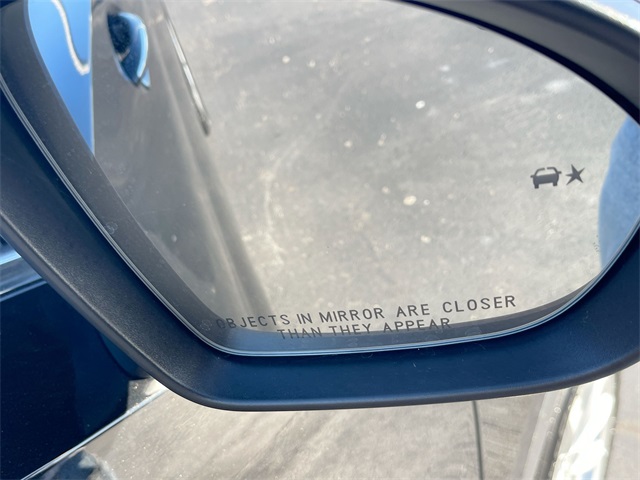 OBJECTS IN MIRROR ARE CLOSER
THAN THEY APPEAR